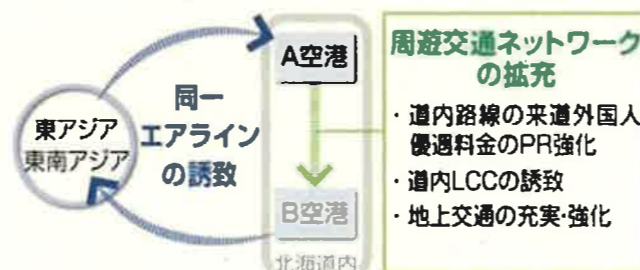 東アジア
東南アジア
同一
エアライン
の誘致
A空港
B空港
北海道内
周遊交通ネットワーク
の拡充
・道内路線の来道外国人
優遇料金のPR強化
・道内LCCの誘致
・地上交通の充実・強化